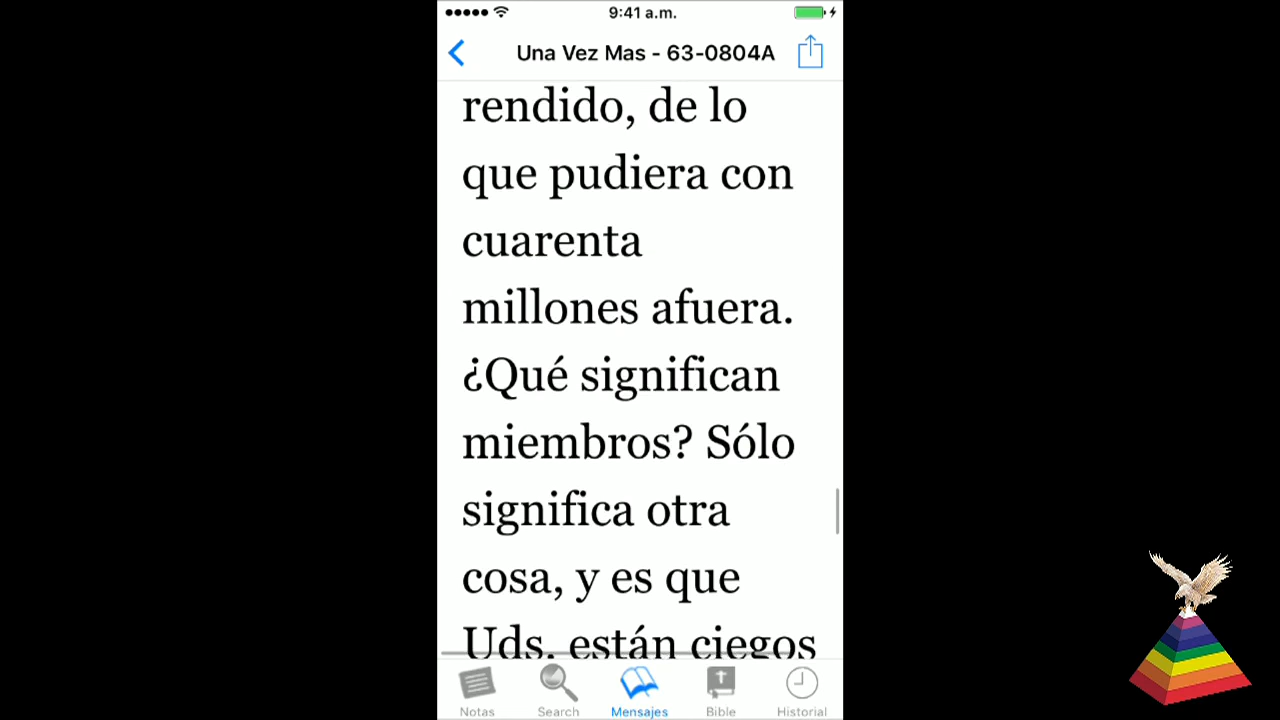 9:41 a.m.
Una Vez Mas - 63-0804A
rendido, de lo
que pudiera con
cuarenta
millones afuera.
¿Qué significan
miembros? Sólo
significa otra
cosa, y es que
Uds. están ciegos
Notas Search Mensajes Bible Historial